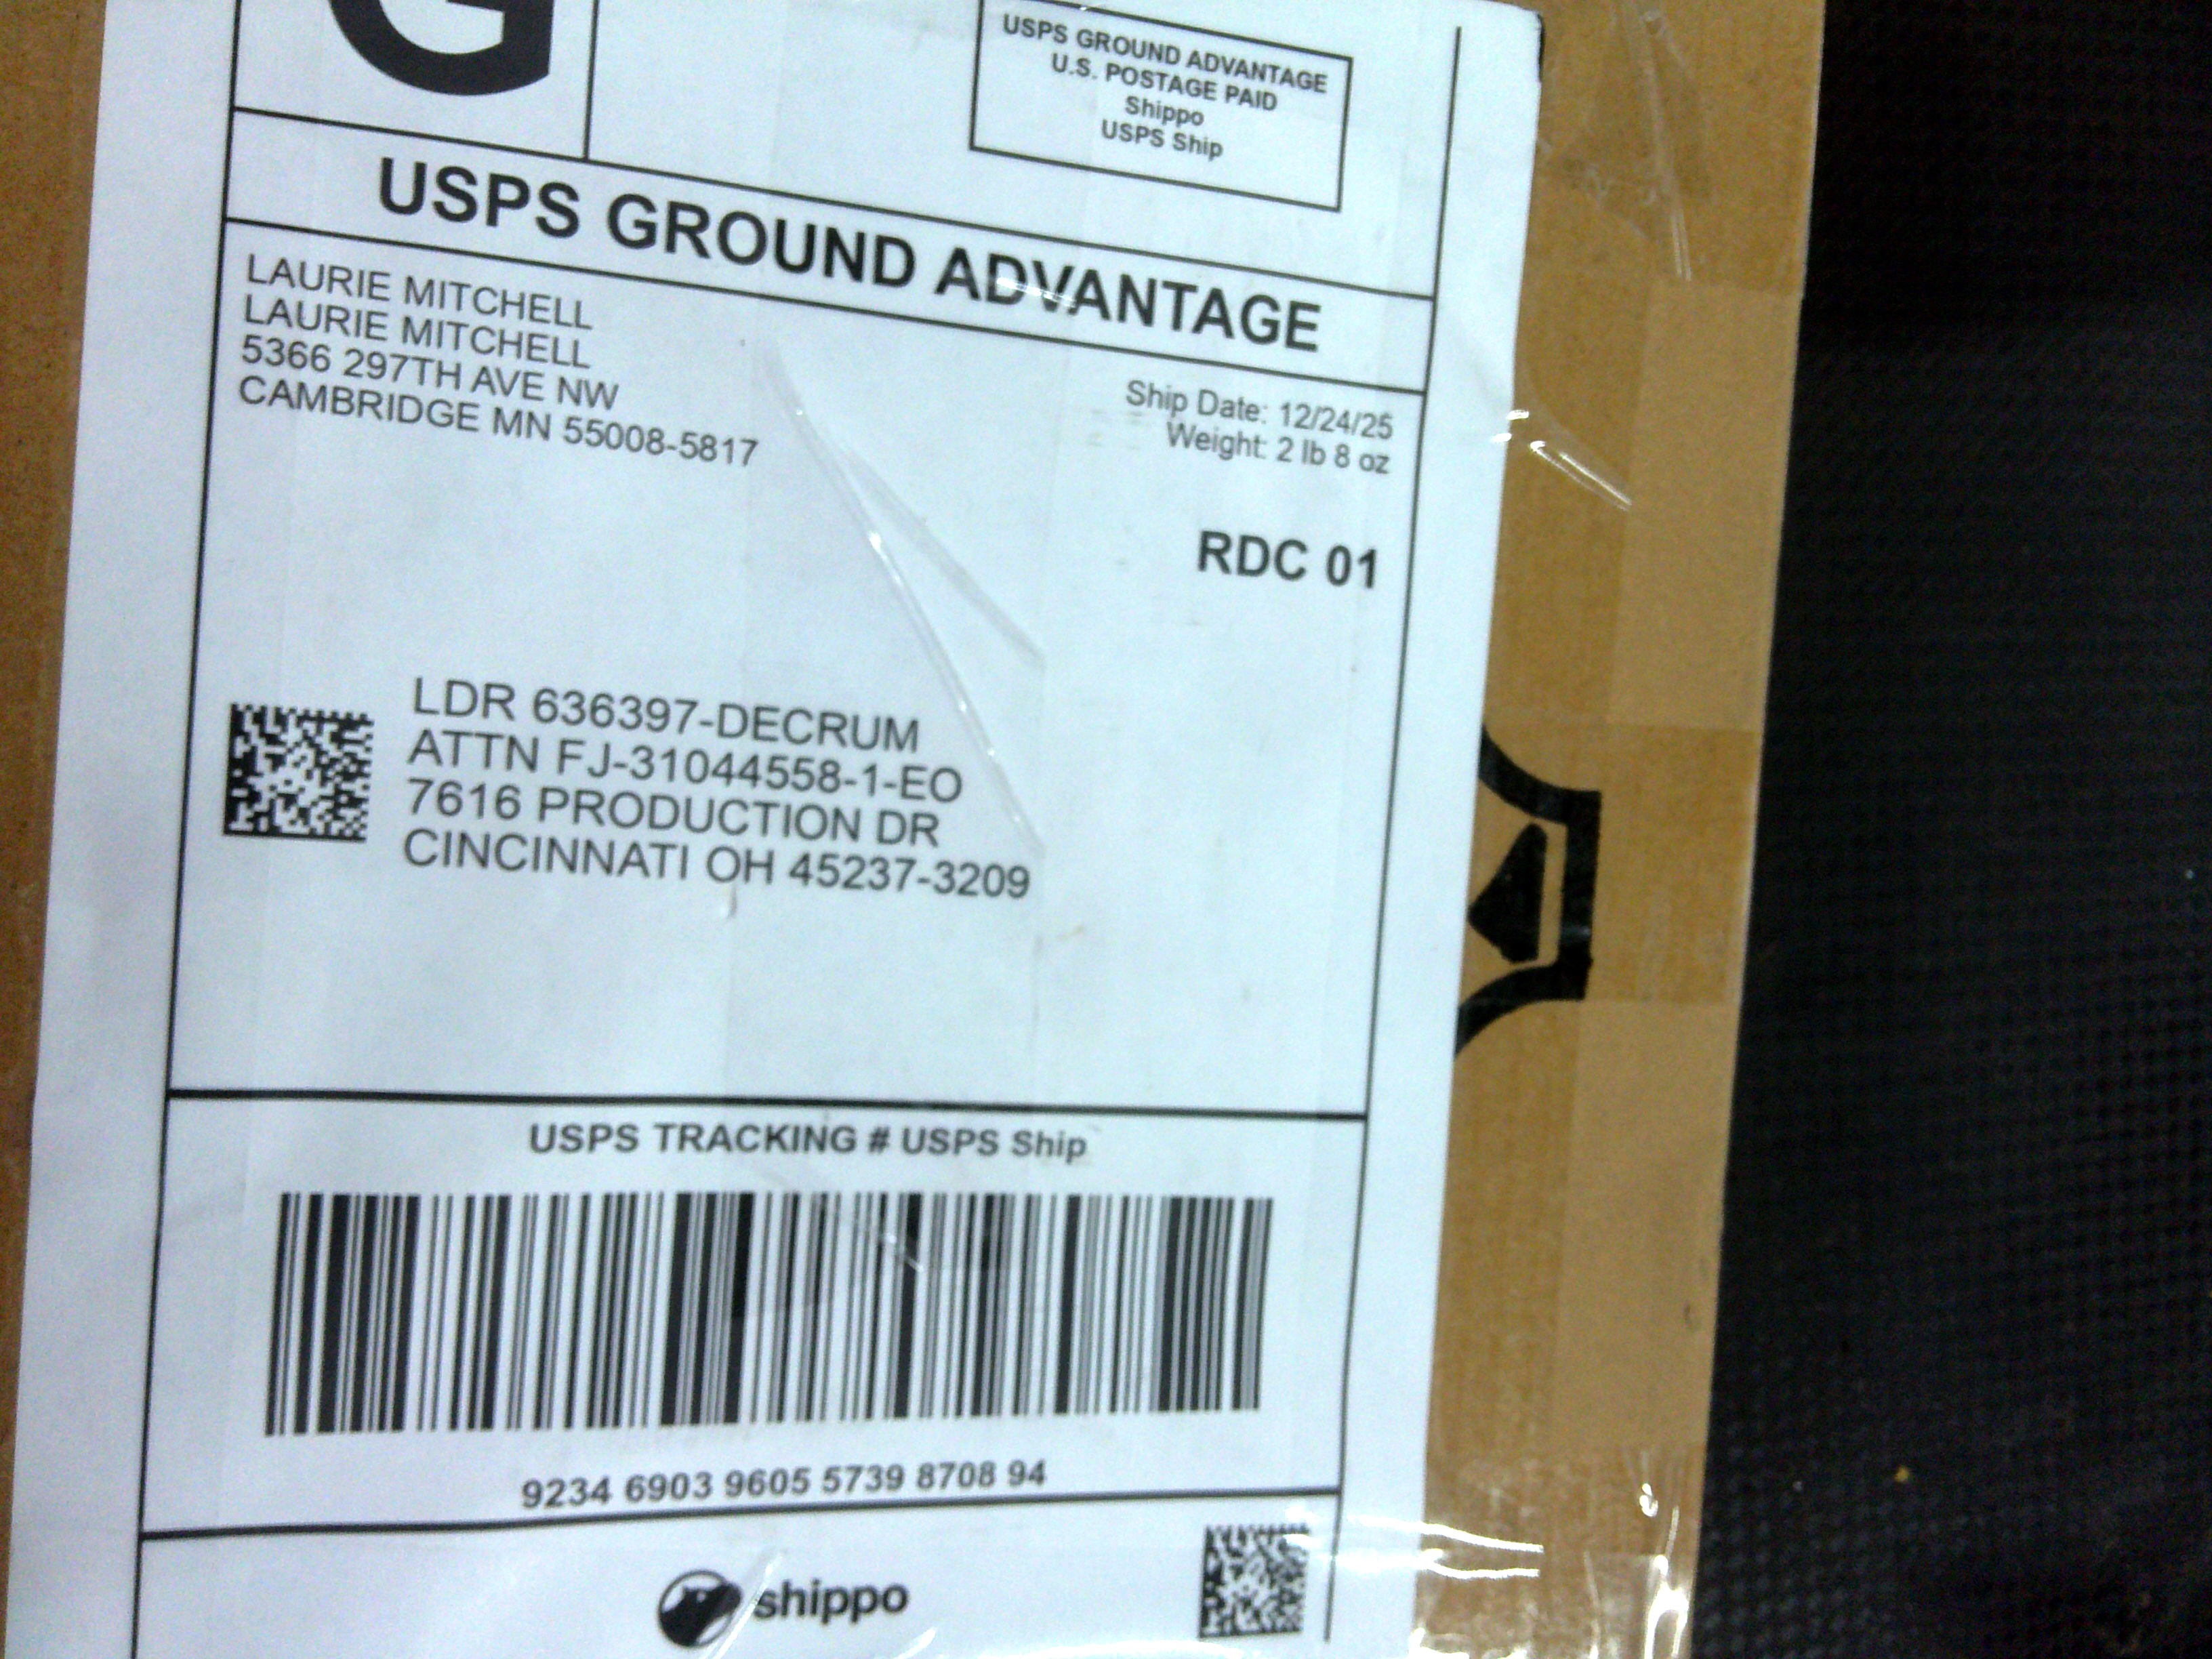 G
USPS GROUND ADVANTAGE
U.S. POSTAGE PAID
Shippo
USPS Ship
USPS GROUND ADVANTAGE
LAURIE MITCHELL
LAURIE MITCHELL
5366 297TH AVE NW
CAMBRIDGE MN 55008-5817
Ship Date: 12/24/25
Weight: 2 lb 8 oz
RDC 01
LDR 636397-DECRUM
ATTN FJ-31044558-1-EO
7616 PRODUCTION DR
CINCINNATI OH 45237-3209
USPS TRACKING # USPS Ship
9234 6903 9605 5739 8708 94
shippo